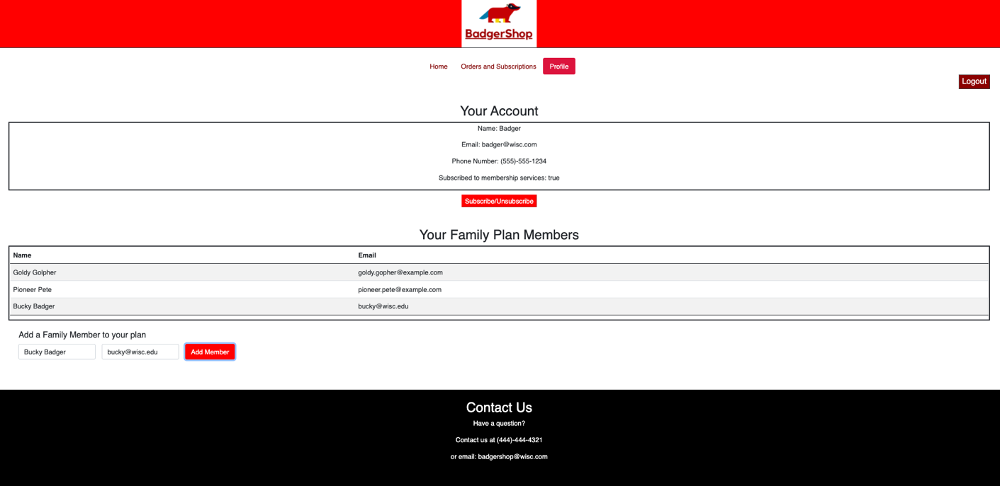 BadgerShop
Home Orders and Subscriptions Profile
Logout
Your Account
Name: Badger
Email: badger@wisc.com
Phone Number: (555)-555-1234
Subscribed to membership services: true
Subscribe/Unsubscribe
Your Family Plan Members
Name Email
Goldy Golpher goldy.gopher@example.com
Pioneer Pete pioneer.pete@example.com
Bucky Badger bucky@wisc.edu
Add a Family Member to your plan
Bucky Badger bucky@wisc.edu Add Member
Contact Us
Have a question?
Contact us at (444)-444-4321
or email: badgershop@wisc.com